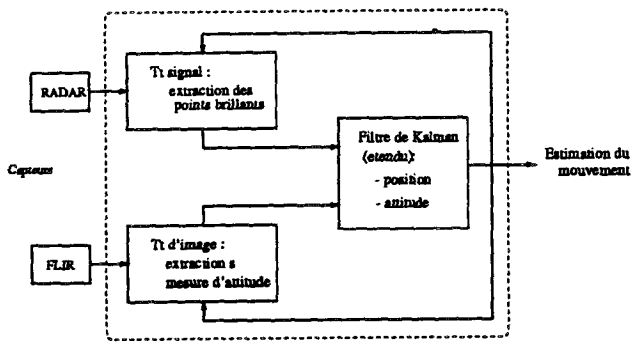 Tt signal :
extraction des
points brillants
RADAR
Filtre de Kalman
(etendu):
- position
- attitude
Estimation du
mouvement
Capteurs
Tt d'image :
extraction s
mesure d'attitude
FLIR